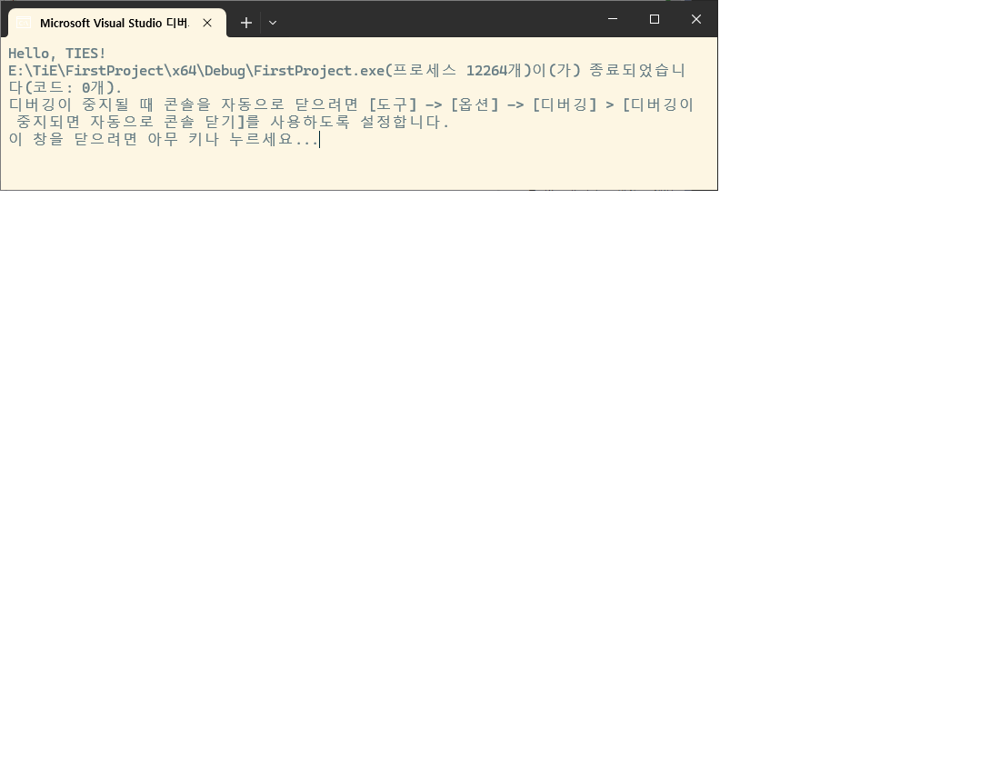 Microsoft Visual Studio 디버
Hello, TIES!
E:\TiE\FirstProject\x64\Debug\FirstProject.exe(프로세스 12264개)이(가) 종료되었습니
다(코드: 0개).
디버깅이 중지될 때 콘솔을 자동으로 닫으려면 [도구] -> [옵션] -> [디버깅] > [디버깅이
중지되면 자동으로 콘솔 닫기]를 사용하도록 설정합니다.
이 창을 닫으려면 아무 키나 누르세요...